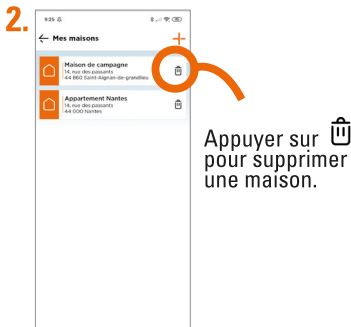 2.
9:25
Mes maisons
Maison de campagne
14, rue des passants
44 860 Saint-Aignan-de-grandlieu
Appartement Nantes
14, rue des passants
44 000 Nantes
Appuyer sur
pour supprimer
une maison.